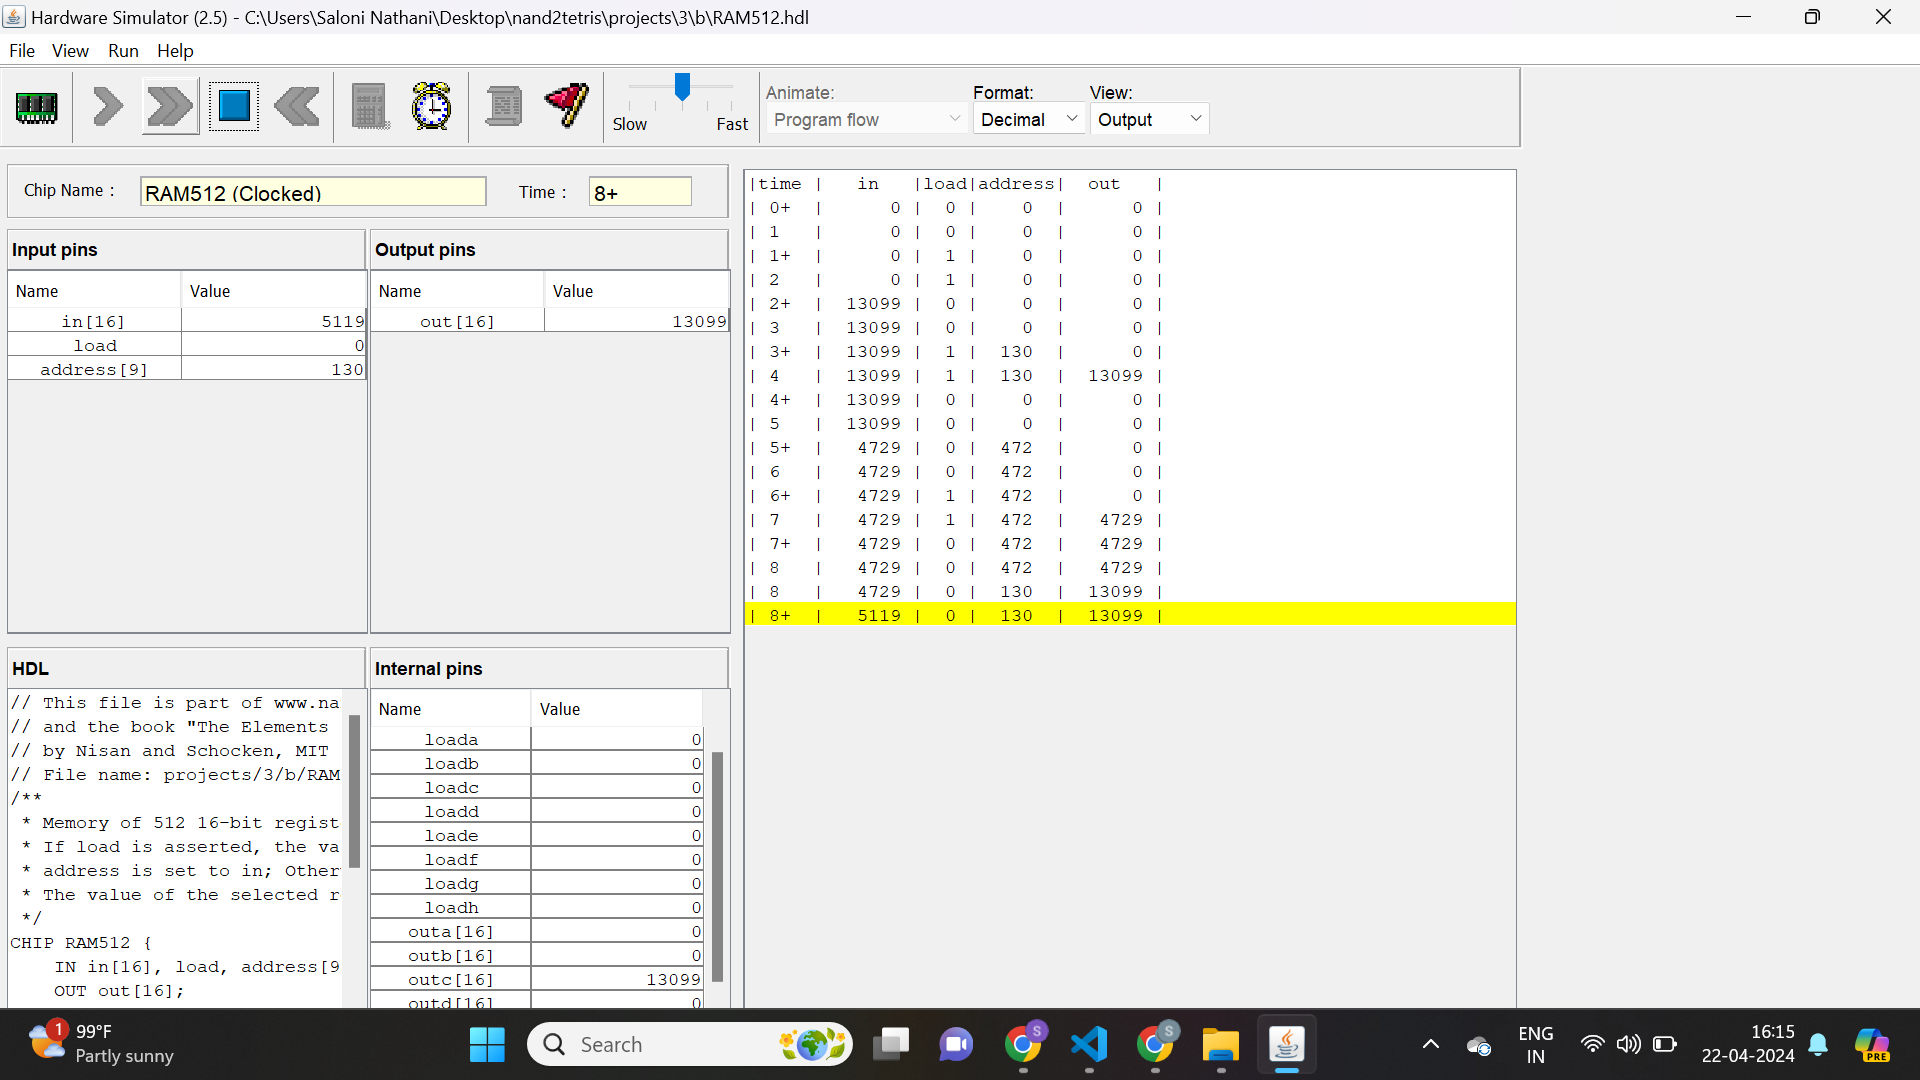 Hardware Simulator (2.5) - C:\Users\Saloni Nathani\Desktop\nand2tetris\projects\3\b\RAM512.hdl
File View Run Help
Slow Fast
Animate:
Program flow
Format:
Decimal
View:
Output
Chip Name :
RAM512 (Clocked)
Time :
8+
Input pins
Name Value
in[16] 5119
load 0
address[9] 130
Output pins
Name Value
out[16] 13099
HDL
// This file is part of www.na
// and the book "The Elements
// by Nisan and Schocken, MIT
// File name: projects/3/b/RAM
/**
* Memory of 512 16-bit regist
* If load is asserted, the va
* address is set to in; Other
* The value of the selected r
*/
CHIP RAM512 {
IN in[16], load, address[9
OUT out[16];
Internal pins
Name Value
loada 0
loadb 0
loadc 0
loadd 0
loade 0
loadf 0
loadg 0
loadh 0
outa[16] 0
outb[16] 0
outc[16] 13099
outd[16] 0
|time | in |load|address| out |
| 0+ | 0 | 0 | 0 | 0 |
| 1 | 0 | 0 | 0 | 0 |
| 1+ | 0 | 1 | 0 | 0 |
| 2 | 0 | 1 | 0 | 0 |
| 2+ | 13099 | 0 | 0 | 0 |
| 3 | 13099 | 0 | 0 | 0 |
| 3+ | 13099 | 1 | 130 | 0 |
| 4 | 13099 | 1 | 130 | 13099 |
| 4+ | 13099 | 0 | 0 | 0 |
| 5 | 13099 | 0 | 0 | 0 |
| 5+ | 4729 | 0 | 472 | 0 |
| 6 | 4729 | 0 | 472 | 0 |
| 6+ | 4729 | 1 | 472 | 0 |
| 7 | 4729 | 1 | 472 | 4729 |
| 7+ | 4729 | 0 | 472 | 4729 |
| 8 | 4729 | 0 | 472 | 4729 |
| 8 | 4729 | 0 | 130 | 13099 |
| 8+ | 5119 | 0 | 130 | 13099 |
1
99°F
Partly sunny
Search
S
S
ENG
IN
16:15
22-04-2024
PRE